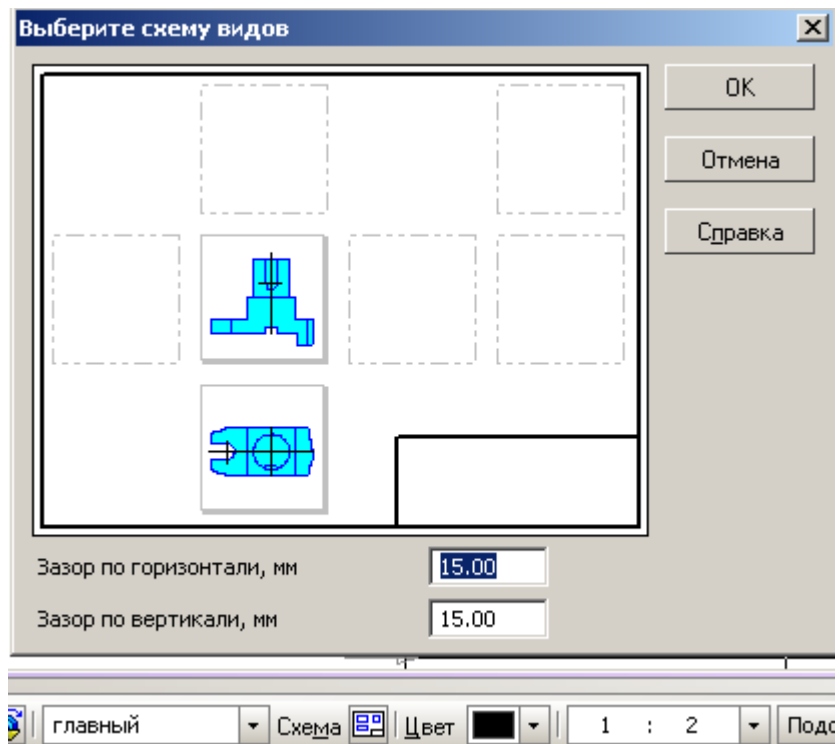 Выберите схему видов
OK
Отмена
Справка
Зазор по горизонтали, мм 15.00
Зазор по вертикали, мм 15.00
главный Схема Цвет 1 : 2